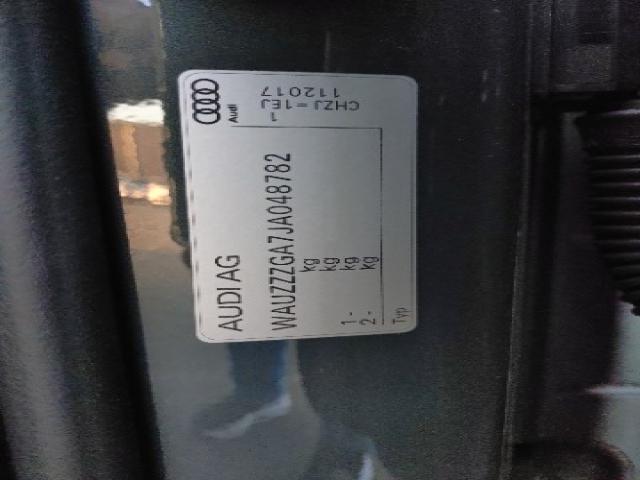 AUDI AG
Audi
WAUZZZGA7JA048782
kg
kg
1 - kg
2 - kg
Typ
1
CHZJ =1EJ
112017